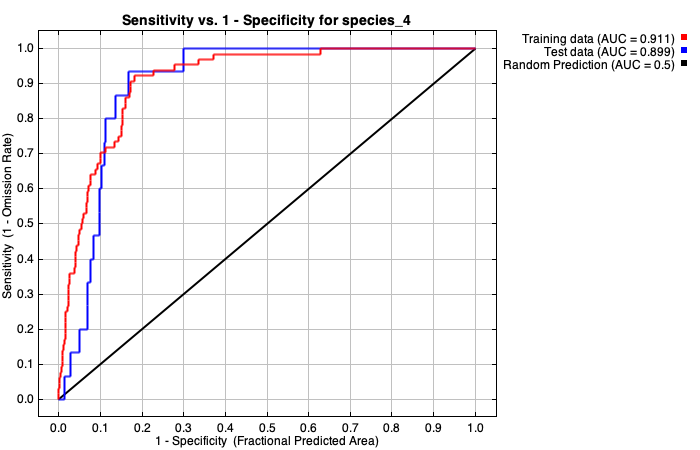 Sensitivity vs. 1 - Specificity for species_4
Training data (AUC = 0.911)
Test data (AUC = 0.899)
Random Prediction (AUC = 0.5)
Sensitivity (1 - Omission Rate)
1.0
0.9
0.8
0.7
0.6
0.5
0.4
0.3
0.2
0.1
0.0
0.0 0.1 0.2 0.3 0.4 0.5 0.6 0.7 0.8 0.9 1.0
1 - Specificity (Fractional Predicted Area)